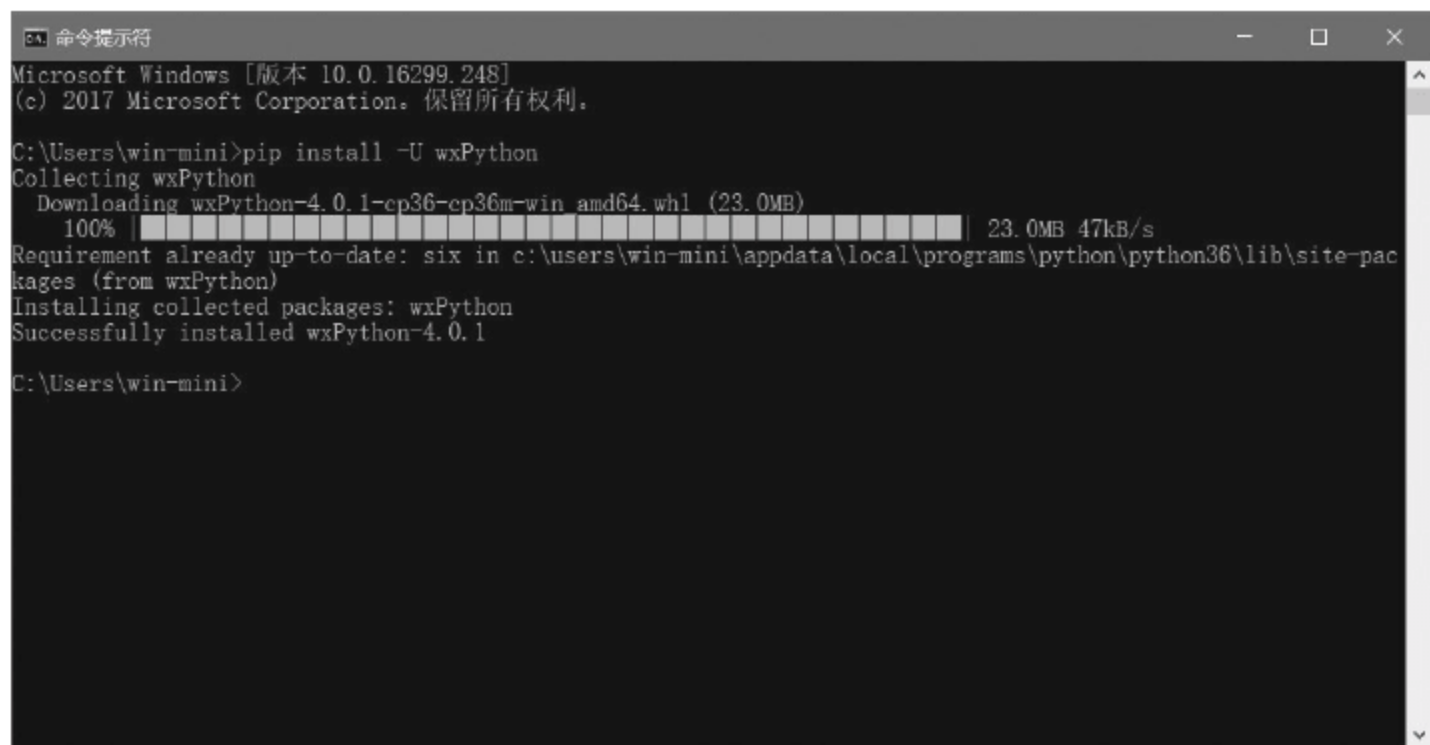 命令提示符
Microsoft Windows [版本 10.0.16299.248]
(c) 2017 Microsoft Corporation。保留所有权利。
C:\Users\win-mini>pip install -U wxPython
Collecting wxPython
Downloading wxPython-4.0.1-cp36-cp36m-win_amd64.whl (23.0MB)
100% |████████████████████████████████| 23.0MB 47kB/s
Requirement already up-to-date: six in c:\users\win-mini\appdata\local\programs\python\python36\lib\site-pac
kages (from wxPython)
Installing collected packages: wxPython
Successfully installed wxPython-4.0.1
C:\Users\win-mini>